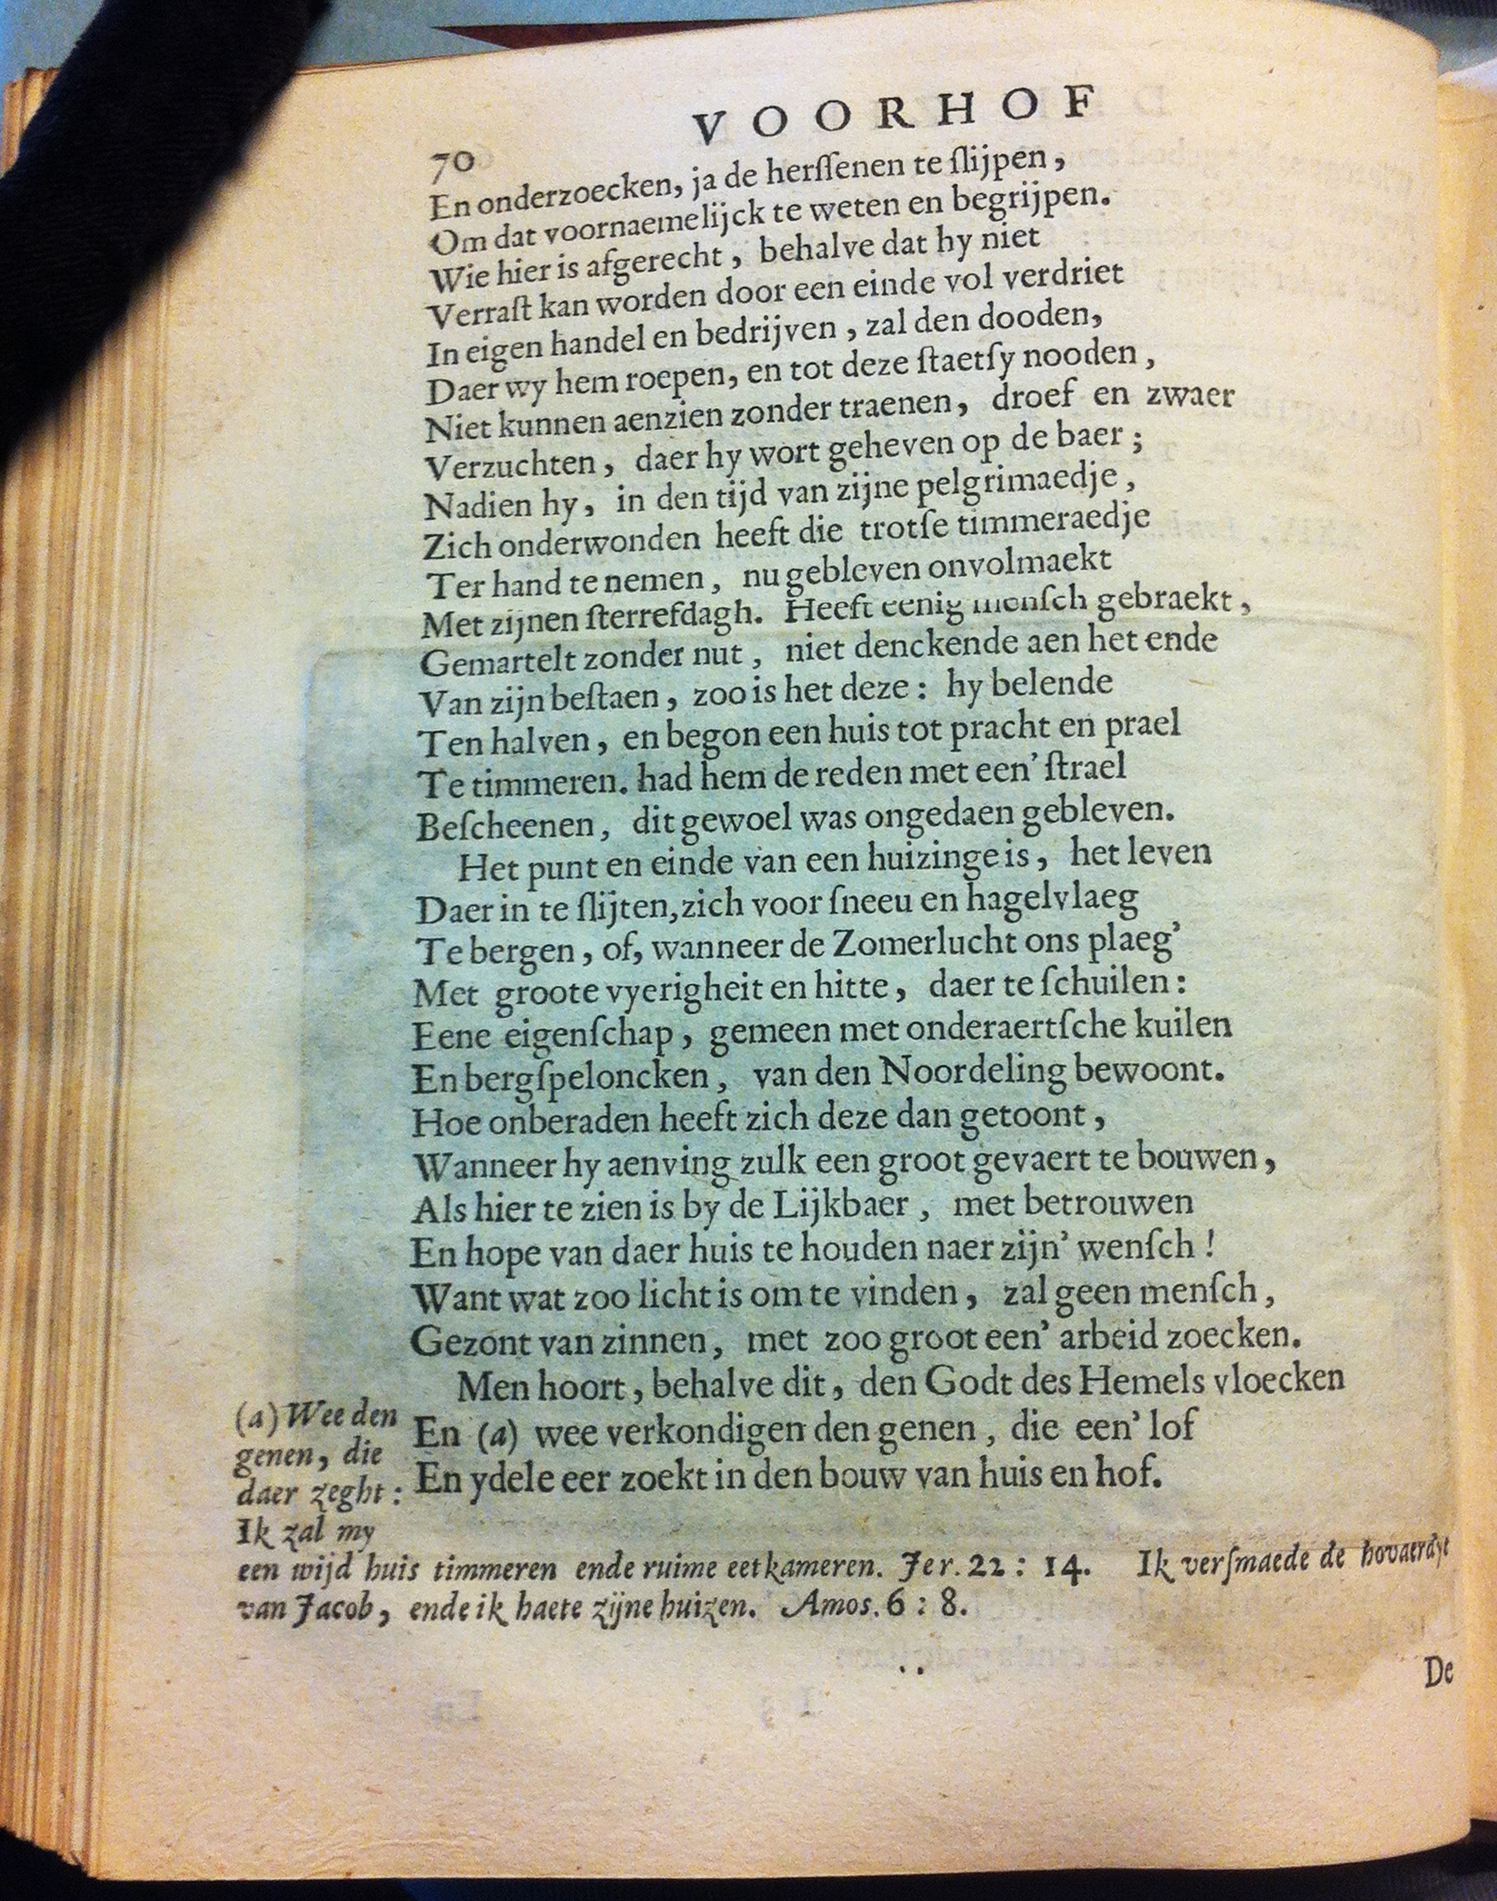 VOORHOF
70
En onderzoecken, ja de herſſenen te ſlijpen,
Om dat voornaemelijck te weten en begrijpen.
Wie hier is afgerecht, behalve dat hy niet
Verraſt kan worden door een einde vol verdriet
In eigen handel en bedrijven, zal den dooden,
Daer wy hem roepen, en tot deze ſtaetſy nooden,
Niet kunnen aenzien zonder traenen, droef en zwaer
Verzuchten, daer hy wort geheven op de baer;
Nadien hy, in den tijd van zijne pelgrimaedje,
Zich onderwonden heeft die trotſe timmeraedje
Ter hand te nemen, nu gebleven onvolmaekt
Met zijnen ſterrefdagh. Heeft eenig menſch gebraekt,
Gemartelt zonder nut, niet denckende aen het ende
Van zijn beſtaen, zoo is het deze: hy belende
Ten halven, en begon een huis tot pracht en prael
Te timmeren. had hem de reden met een' ſtrael
Beſcheenen, dit gewoel was ongedaen gebleven.
Het punt en einde van een huizinge is, het leven
Daer in te ſlijten, zich voor ſneeu en hagelvlaeg
Te bergen, of, wanneer de Zomerlucht ons plaeg'
Met groote vyerigheit en hitte, daer te ſchuilen:
Eene eigenſchap, gemeen met onderaertſche kuilen
En bergſpeloncken, van den Noordeling bewoont.
Hoe onberaden heeft zich deze dan getoont,
Wanneer hy aenving zulk een groot gevaert te bouwen,
Als hier te zien is by de Lijkbaer, met betrouwen
En hope van daer huis te houden naer zijn' wenſch!
Want wat zoo licht is om te vinden, zal geen menſch,
Gezont van zinnen, met zoo groot een' arbeid zoecken.
Men hoort, behalve dit, den Godt des Hemels vloecken
En (a) wee verkondigen den genen, die een' lof
En ydele eer zoekt in den bouw van huis en hof.
(a) Wee den
genen, die
daer zeght:
Ik zal my
een wijd huis timmeren ende ruime eetkameren. Jer. 22: 14. Ik verſmaede de hovaerdye
van Jacob, ende ik haete zijne huizen. Amos. 6: 8.
De